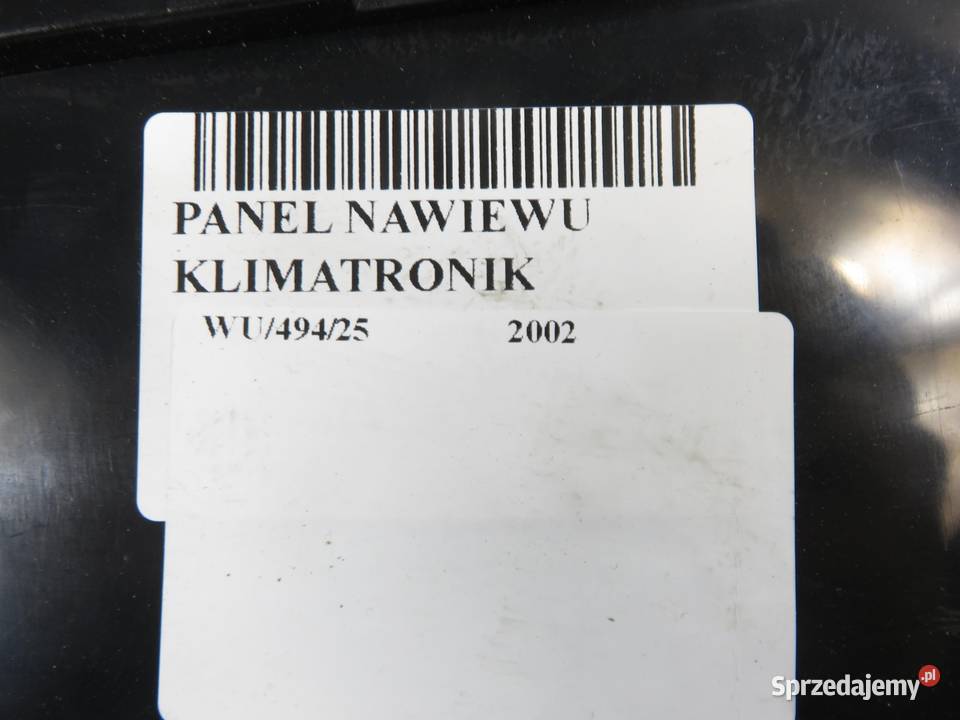 PANEL NAWIEWU
KLIMATRONIK
WU/494/25 2002
Sprzedajemy.pl